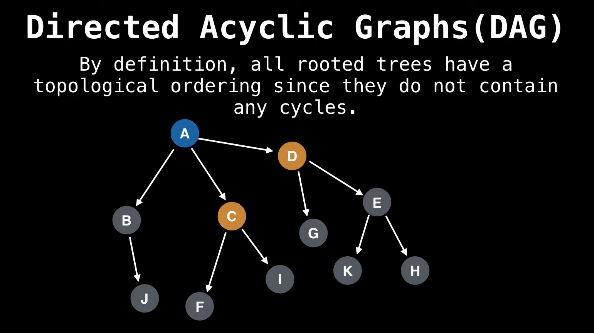 Directed Acyclic Graphs(DAG)
By definition, all rooted trees have a
topological ordering since they do not contain
any cycles.
A
D
E
B
C
G
K
H
I
J
F